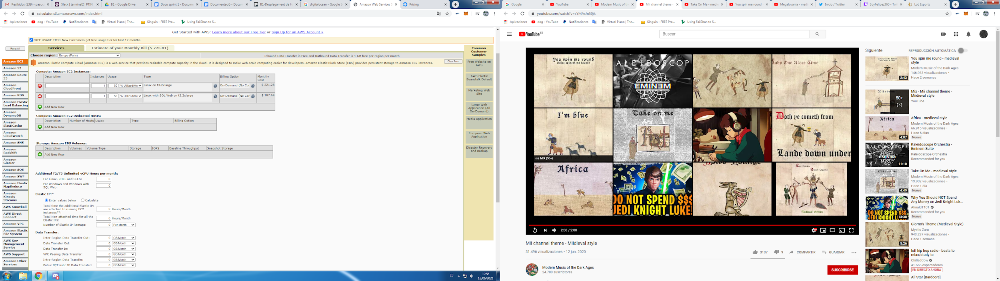 Recibidos (239) - paauc
Slack | terminal2 | PTIN
B1 - Google Drive
Docu sprint 1 - Docume
Documentació - Docum
B1-Desplegament de H
digitalocean - Google S
Amazon Web Services S
Pricing
calculator.s3.amazonaws.com/index.html
Aplicaciones
dog - YouTube
Notificaciones
Virtual Piano | The...
Kinguin - FREE Pre...
Using Fail2ban to S...
Get Started with AWS: Learn more about our Free Tier or Sign Up for an AWS Account »
FREE USAGE TIER: New Customers get free usage tier for first 12 months
Reset All
Services
Estimate of your Monthly Bill ($ 725.81)
Choose region: Europe (Paris)
Inbound Data Transfer is Free and Outbound Data Transfer is 1 GB free per region per month
Amazon Elastic Compute Cloud (Amazon EC2) is a web service that provides resizable compute capacity in the cloud. It is designed to make web-scale computing easier for developers. Amazon Elastic Block Store (EBS) provides persistent storage to Amazon EC2 instances.
Clear Form
Amazon EC2
Amazon S3
Amazon Route
53
Amazon
CloudFront
Amazon RDS
Amazon Elastic
Load Balancing
Amazon
DynamoDB
Amazon
ElastiCache
Amazon
CloudWatch
Amazon SNS
Amazon
Redshift
Amazon
Glacier
Amazon SQS
Amazon SWF
Amazon Elastic
MapReduce
Amazon
Kinesis
Streams
AWS Snowball
AWS Direct
Connect
Amazon VPC
Amazon Elastic
File System
AWS Key
Management
Service
AWS Support
Amazon Other
Services
Compute: Amazon EC2 Instances:
Description Instances Usage Type Billing Option Monthly
Cost
1 80 % Utilized/Mo Linux on t3.2xlarge On-Demand (No Cor $ 221.28
1 50 % Utilized/Mo Linux with SQL Web on t3.2xlarge On-Demand (No Cor $ 187.69
Add New Row
Compute: Amazon EC2 Dedicated Hosts:
Description Number of Hosts Usage Type Billing Option
Add New Row
Storage: Amazon EBS Volumes:
Description Volumes Volume Type Storage IOPS Baseline Throughput Snapshot Storage
Add New Row
Additional T2/T3 Unlimited vCPU Hours per month:
For Linux, RHEL and SLES: 0
For Windows and Windows with
SQL Web: 0
Elastic IP:*
Enter values below Calculate
Total time the additional Elastic IPs
are attached to running EC2
instances**: 0 Hours/Month
Total Non-attached time for all the
Elastic IPs: 0 Hours/Month
Number of Elastic IP Remaps: 0 Per Month
Data Transfer:
Inter-Region Data Transfer Out: 0 GB/Month
Data Transfer Out: 0 GB/Month
Data Transfer In: 0 GB/Month
VPC Peering Data Transfer: 0 GB/Month
Intra-Region Data Transfer: 0 GB/Month
Public IP/Elastic IP Data Transfer: 0 GB/Month
Common
Customer
Samples
Free Website on
AWS
AWS Elastic
Beanstalk Default
Marketing Web
Site
Large Web
Application (All
On-Demand)
Media Application
European Web
Application
Disaster Recovery
and Backup
ES
19:58
16/06/2020
Google
YouTube
Modern Music of the
Mii channel theme -
Take On Me - medie
You spin me round
Megalovania - med
Inicio / Twitter
SoyFelipez360 - Tw
LoL Esports
youtube.com/watch?v=sYMAsJn50jk
Aplicaciones
dog - YouTube
Notificaciones
Virtual Piano | The...
Kinguin - FREE Pre...
Using Fail2ban to S...
YouTube ES
Buscar
You spin me round
(Thee spineth me round)
ALEIDOSCOP
EMINEM
Baby One More Time
I must confess
I'm blue
MIX (50+)
Take on me
Doth ye cometh from
Lande down under
Africa
DO NOT SPEND $$$
JEDI KNIGHT LUKE!
Astro Lounge
Eurythmics
Sweet Dreams
Medieval Version
2:00 / 2:00
Mii channel theme - Miidieval style
31.496 visualizaciones • 12 jun. 2020
3137
9
COMPARTIR
GUARDAR
Modern Music of the Dark Ages
24.700 suscriptores
SUSCRIBIRSE
Siguiente
REPRODUCCIÓN AUTOMÁTICA
You spin me round
2:43
You spin me round - medieval
style
Modern Music of the Dark Ages
146.933 visualizaciones •
Hace 2 semanas
Mii channel
50+
Mix - Mii channel theme -
Miidieval style
YouTube
Africa
4:07
Africa - medieval style
Modern Music of the Dark Ages
66.915 visualizaciones •
Hace 6 días
Nuevo
KALEIDOSCOPE
EMINEM
11:10
Kaleidoscope Orchestra -
Eminem Suite
Kaleidoscope Orchestra
Recommended for you
Take on me
4:49
Take On Me - medieval style
Modern Music of the Dark Ages
13.902 visualizaciones •
Hace 1 día
Nuevo
DO NOT SPEND $$$
JEDI KNIGHT L
13:38
Why You Should NOT Spend
Any Money on Jedi Knight Luk...
AhnaldT101
Recommended for you
Nuevo
5:26
Giorno's Theme (Medieval Style)
Mystic Zaru
943.237 visualizaciones •
Hace 1 semana
lofi hip hop radio - beats to
relax/study to
ChilledCow
41.665 espectadores
EN DIRECTO AHORA
All Star [Bardcore]